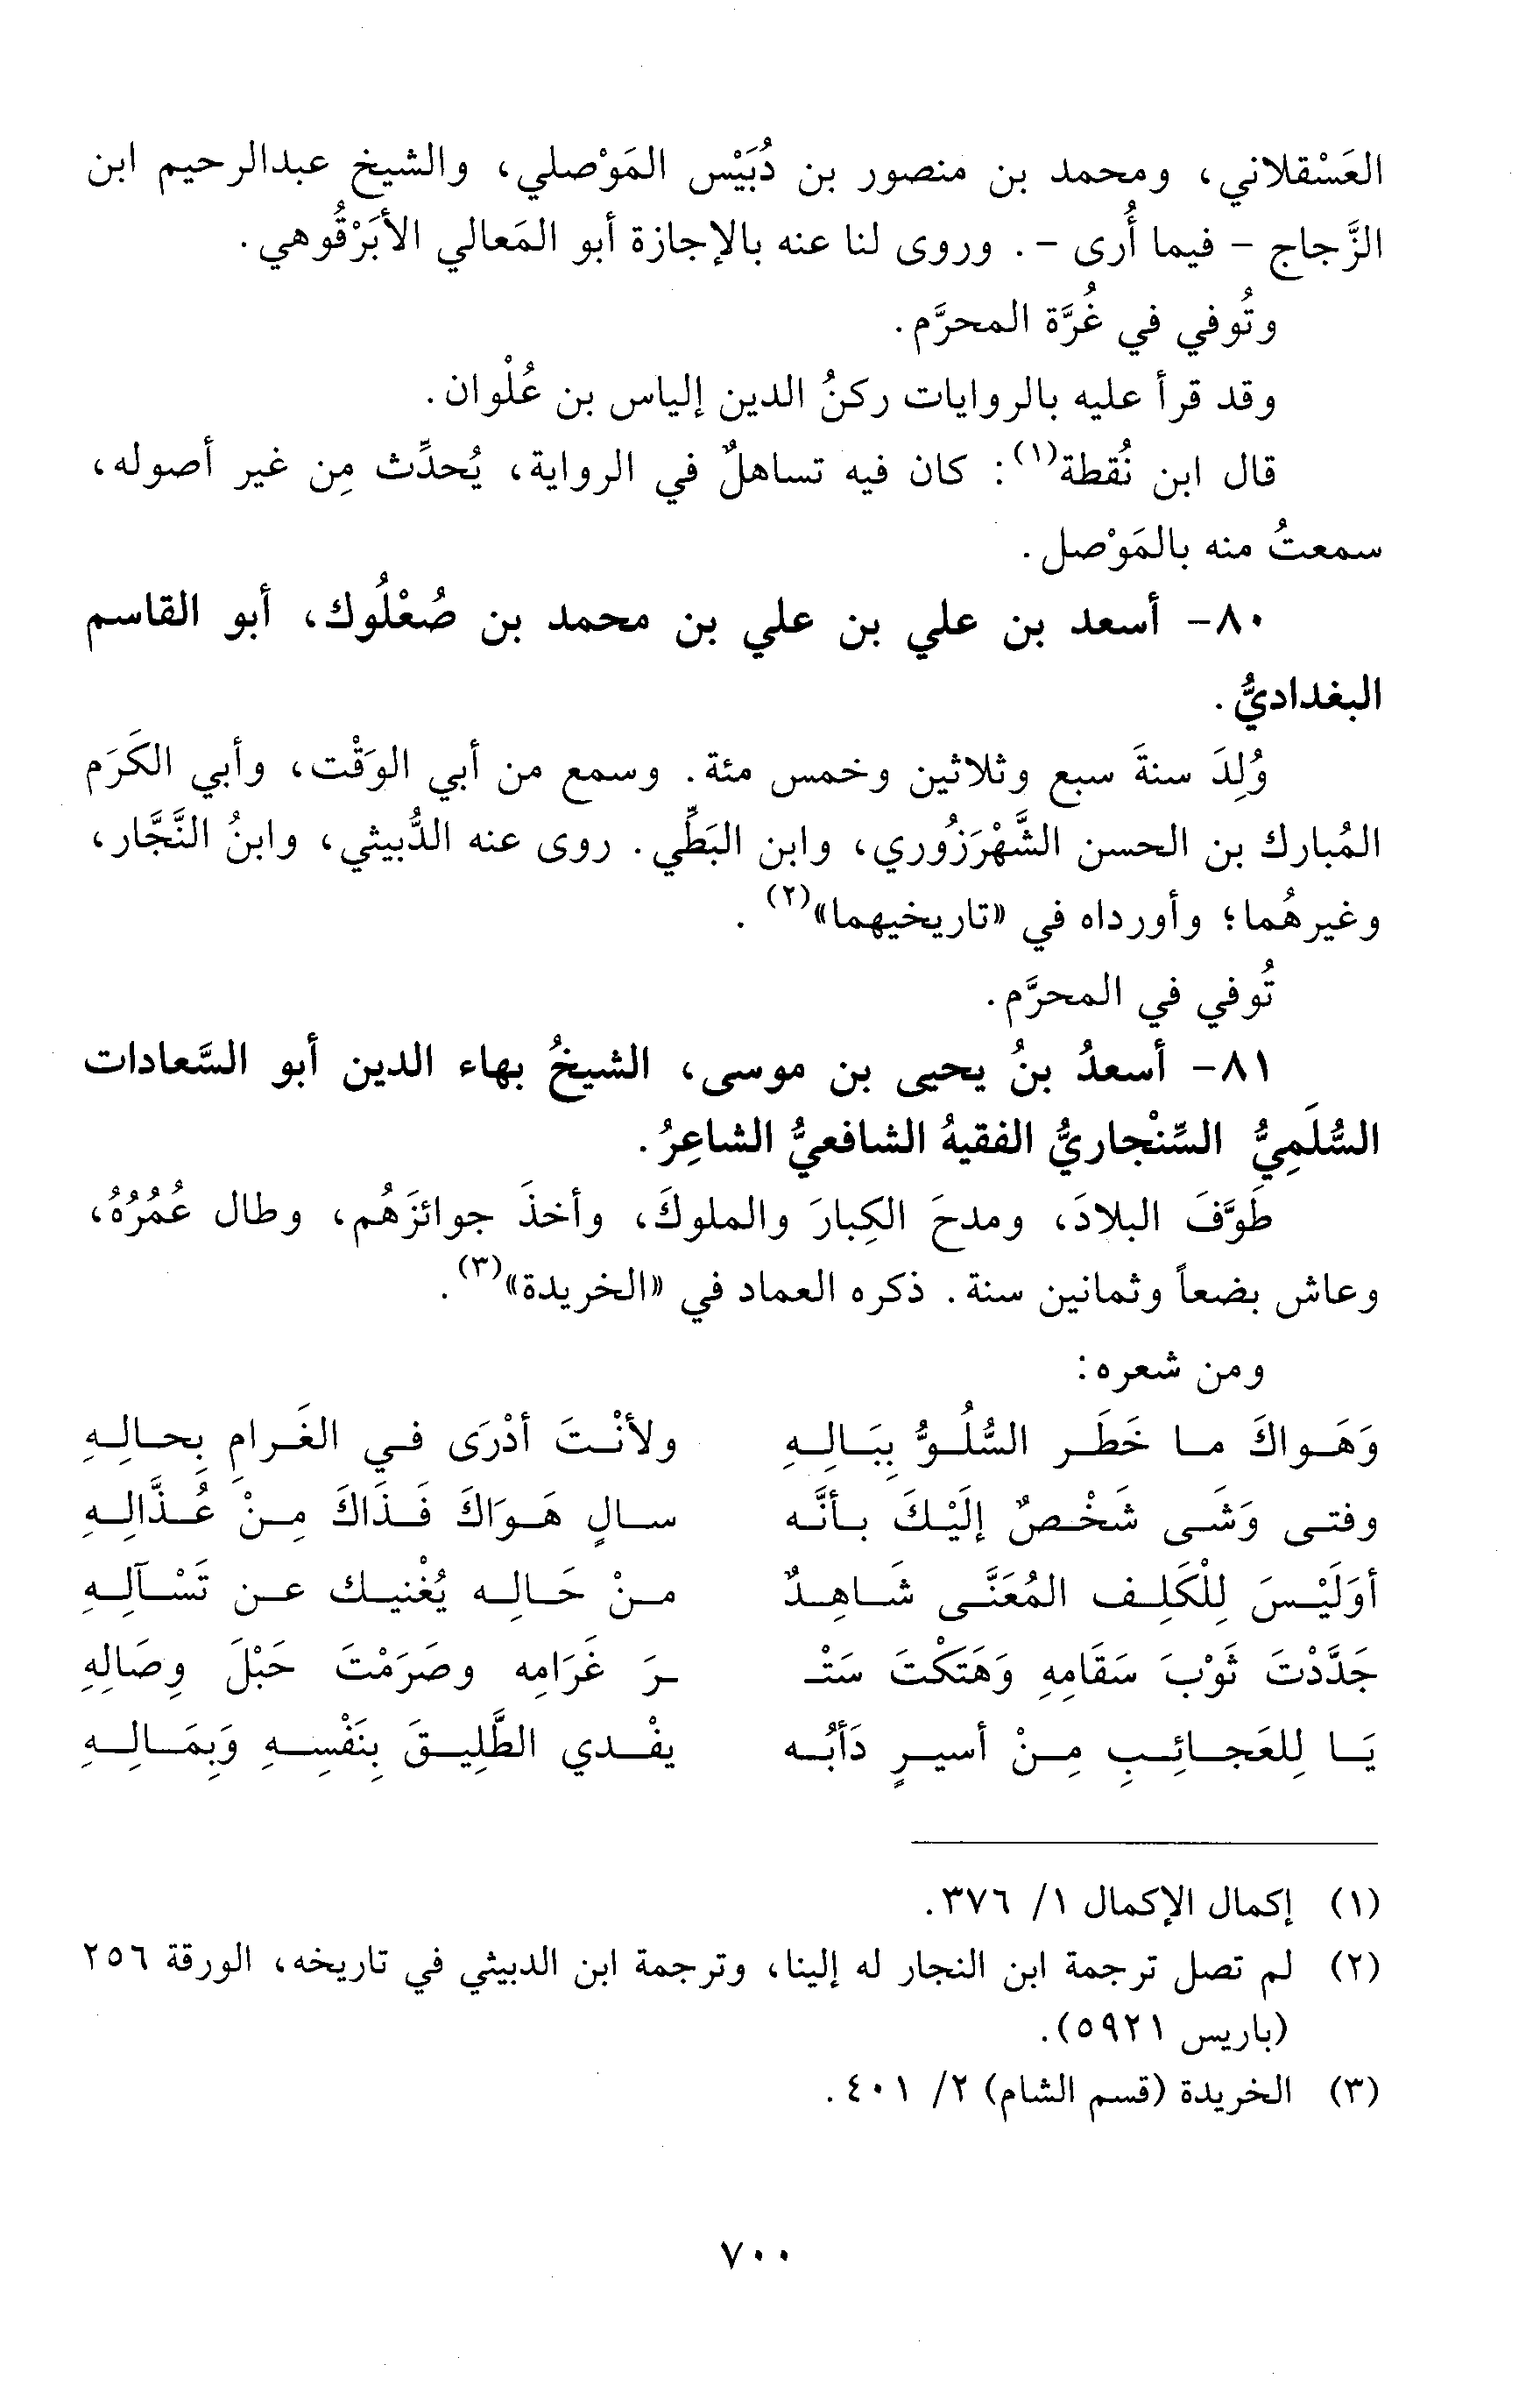 العَسْقلاني، ومحمد بن منصور بن دُبَيْس المَوْصلي، والشيخ عبدالرحيم ابن
الزَّجاج - فيما أُرى -. وروى لنا عنه بالإجازة أبو المَعالي الأبَرْقُوهي.
وتُوفي في غُرَّة المحرَّم.
وقد قرأ عليه بالروايات ركنُ الدين إلياس بن عُلْوان.
قال ابن نُقطة(١): كان فيه تساهلٌ في الرواية، يُحدِّث مِن غير أصوله،
سمعتُ منه بالمَوْصل.
٨٠- أسعد بن علي بن علي بن محمد بن صُعْلُوك، أبو القاسم
البغداديُّ.
وُلِدَ سنةَ سبع وثلاثين وخمس مئة. وسمع من أبي الوَقْت، وأبي الكَرَم
المُبارك بن الحسن الشَّهْرَزُوري، وابن البَطِّي. روى عنه الدُّبيثي، وابنُ النَّجَّار،
وغيرهُما؛ وأورداه في «تاريخيهما»(٢).
تُوفي في المحرَّم.
٨١- أسعدُ بنُ يحيى بن موسى، الشيخُ بهاء الدين أبو السَّعادات
السُّلَمِيُّ السِّنْجاريُّ الفقيهُ الشافعيُّ الشاعِرُ.
طَوَّفَ البلادَ، ومدحَ الكِبارَ والملوكَ، وأخذَ جوائزَهُم، وطال عُمُرُهُ،
وعاش بضعاً وثمانين سنة. ذكره العماد في «الخريدة»(٣).
ومن شعره:
وَهَـواكَ مـا خَطَـر السُّلُـوُّ بِبَـالِـهِ ولأنْـتَ أدْرَى فـي الغَـرامِ بِحـالِـهِ
وفتـى وَشَـى شَخْـصٌ إلَيْـكَ بـأنَّـه سـالٍ هَـوَاكَ فَـذَاكَ مِـنْ عُـذَّالِـهِ
أوَلَيْـسَ لِلْكَلِـف المُعَنَّـى شَـاهِـدٌ مـنْ حَـالِـه يُغْنيـك عـن تَسْـآلِـهِ
جَدَّدْتَ ثَوْبَ سَقَامِهِ وَهَتكْتَ سَتْـ ـرَ غَرَامِه وصَرَمْتَ حَبْلَ وِصَالِهِ
يَـا لِلعَجـائِـبِ مِـنْ أسيـرٍ دَأبُـه يفْـدي الطَّلِيـقَ بِنَفْسِـهِ وَبِمَـالِـهِ
(١) إكمال الإكمال ١/ ٣٧٦.
(٢) لم تصل ترجمة ابن النجار له إلينا، وترجمة ابن الدبيثي في تاريخه، الورقة ٢٥٦
(باريس ٥٩٢١).
(٣) الخريدة (قسم الشام) ٢/ ٤٠١.
٧٠٠